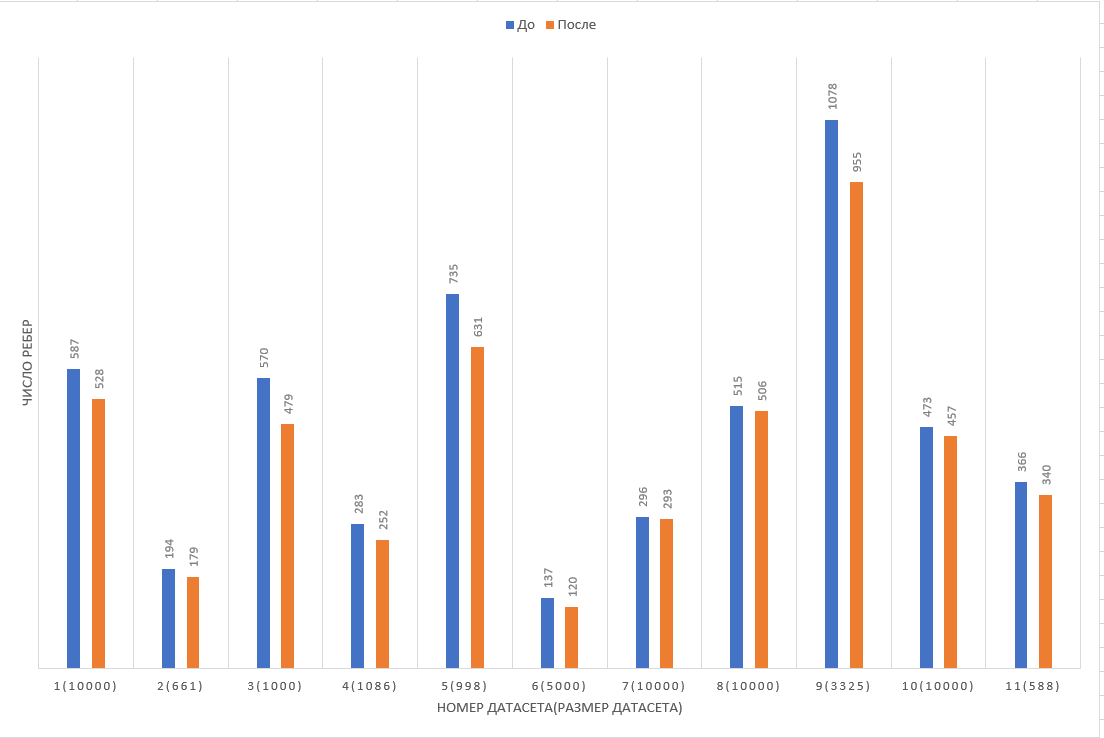 До После
ЧИСЛО РЕБЕР
587 528 194 179 570 479 283 252 735 631 137 120 296 293 515 506 1078 955 473 457 366 340
1(10000) 2(661) 3(1000) 4(1086) 5(998) 6(5000) 7(10000) 8(10000) 9(3325) 10(10000) 11(588)
НОМЕР ДАТАСЕТА(РАЗМЕР ДАТАСЕТА)